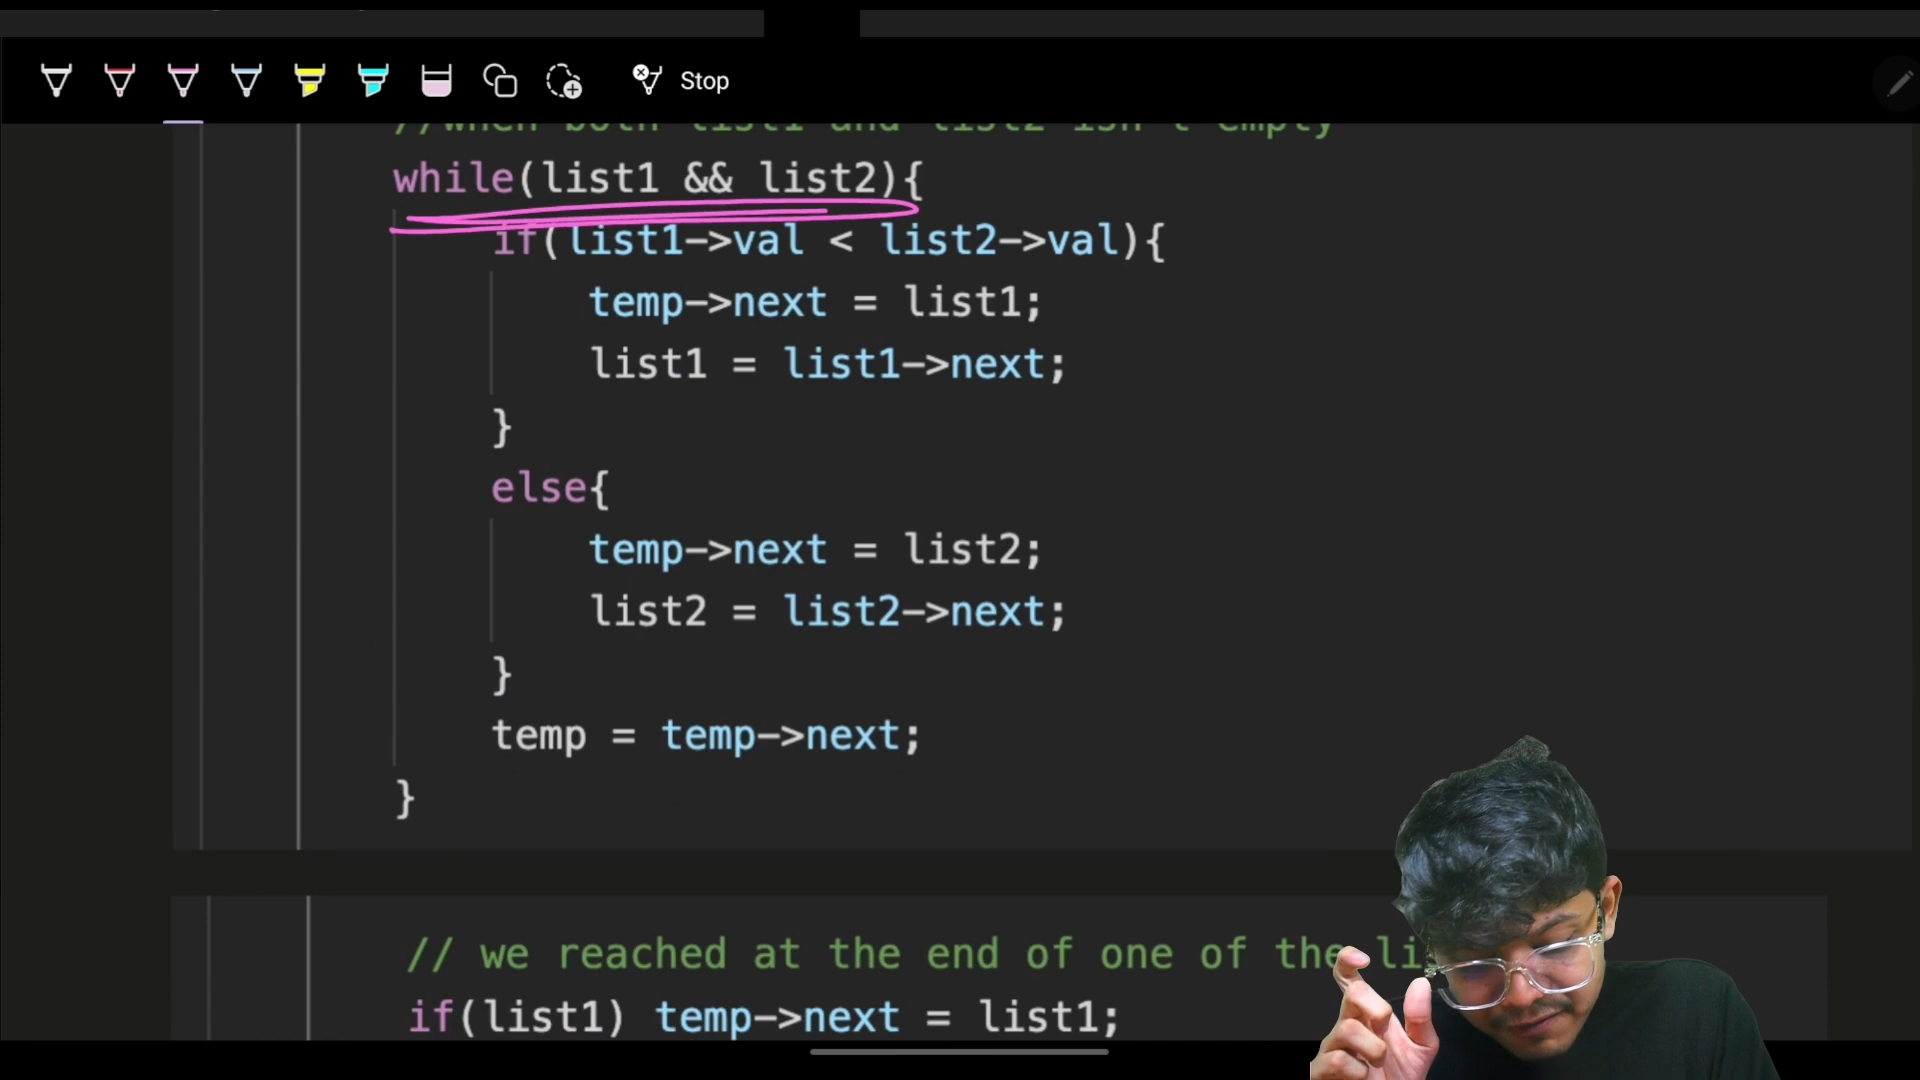 Stop
//when both list1 and list2 isn't empty
while(list1 && list2){
if(list1->val < list2->val){
temp->next = list1;
list1 = list1->next;
}
else{
temp->next = list2;
list2 = list2->next;
}
temp = temp->next;
}
// we reached at the end of one of the li
if(list1) temp->next = list1;